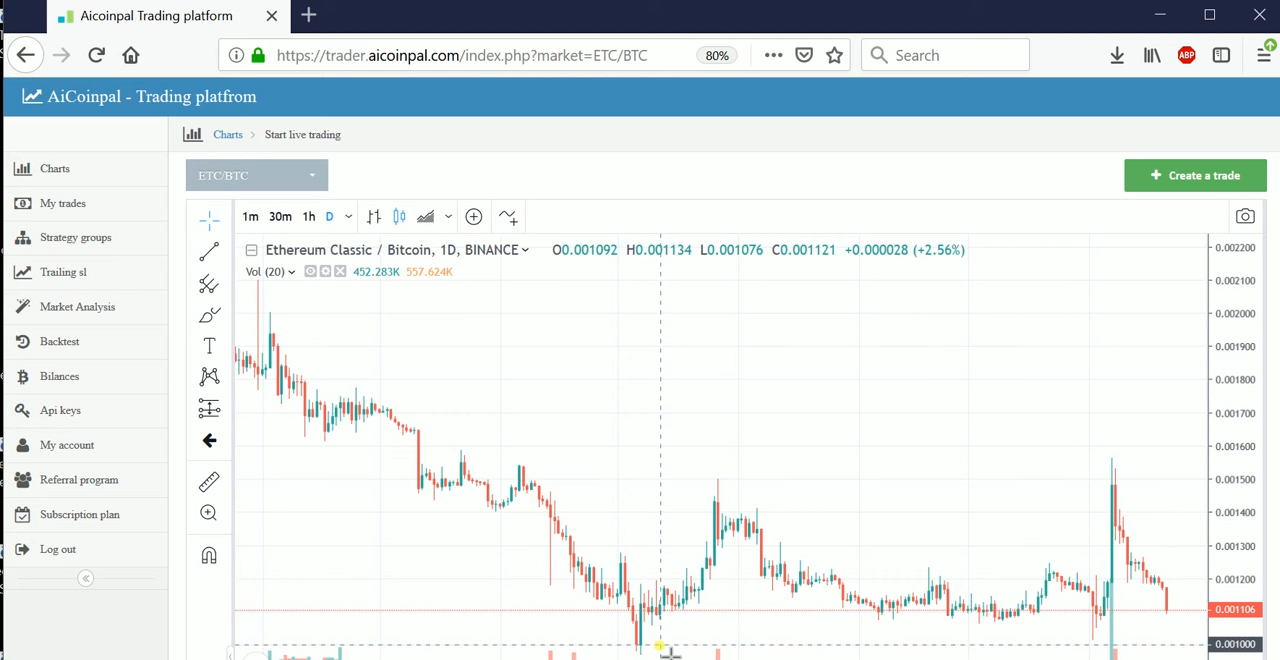 Aicoinpal Trading platform
https://trader.aicoinpal.com/index.php?market=ETC/BTC
80%
Search
ABP
AiCoinpal - Trading platfrom
Charts > Start live trading
Charts
My trades
Strategy groups
Trailing sl
Market Analysis
Backtest
Bilances
Api keys
My account
Referral program
Subscription plan
Log out
ETC/BTC
Create a trade
1m 30m 1h D
Ethereum Classic / Bitcoin, 1D, BINANCE O0.001092 H0.001134 L0.001076 C0.001121 +0.000028 (+2.56%)
Vol (20) 452.283K 557.624K
0.002200
0.002100
0.002000
0.001900
0.001800
0.001700
0.001600
0.001500
0.001400
0.001300
0.001200
0.001106
0.001000